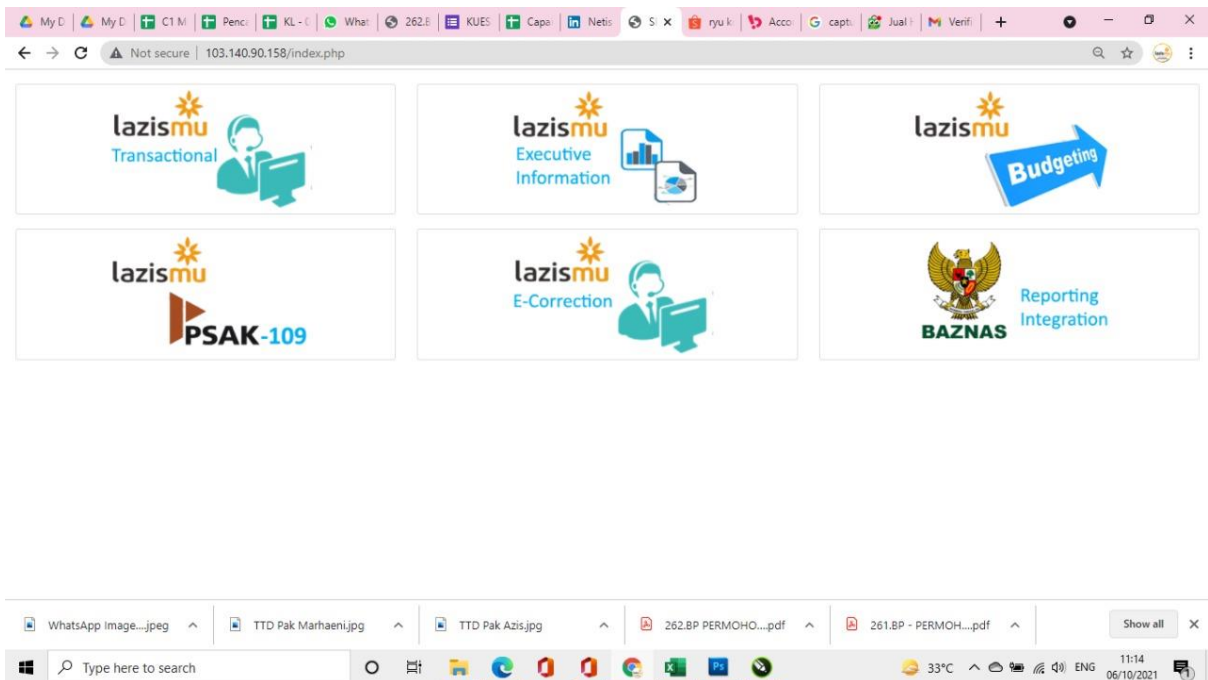 My D
My D
C1 M
Penc
KL - (
What
262.B
KUES
Capa
Netis
S
ryu k
Acco
capt
Jual
Verifi
Not secure | 103.140.90.158/index.php
lazismu
Transactional
lazismu
Executive
Information
lazismu
Budgeting
lazismu
PSAK-109
lazismu
E-Correction
BAZNAS
Reporting
Integration
WhatsApp Image....jpeg
TTD Pak Marhaeni.jpg
TTD Pak Azis.jpg
262.BP PERMOHO....pdf
261.BP - PERMOH....pdf
Show all
Type here to search
Ps
33°C
ENG
11:14
06/10/2021